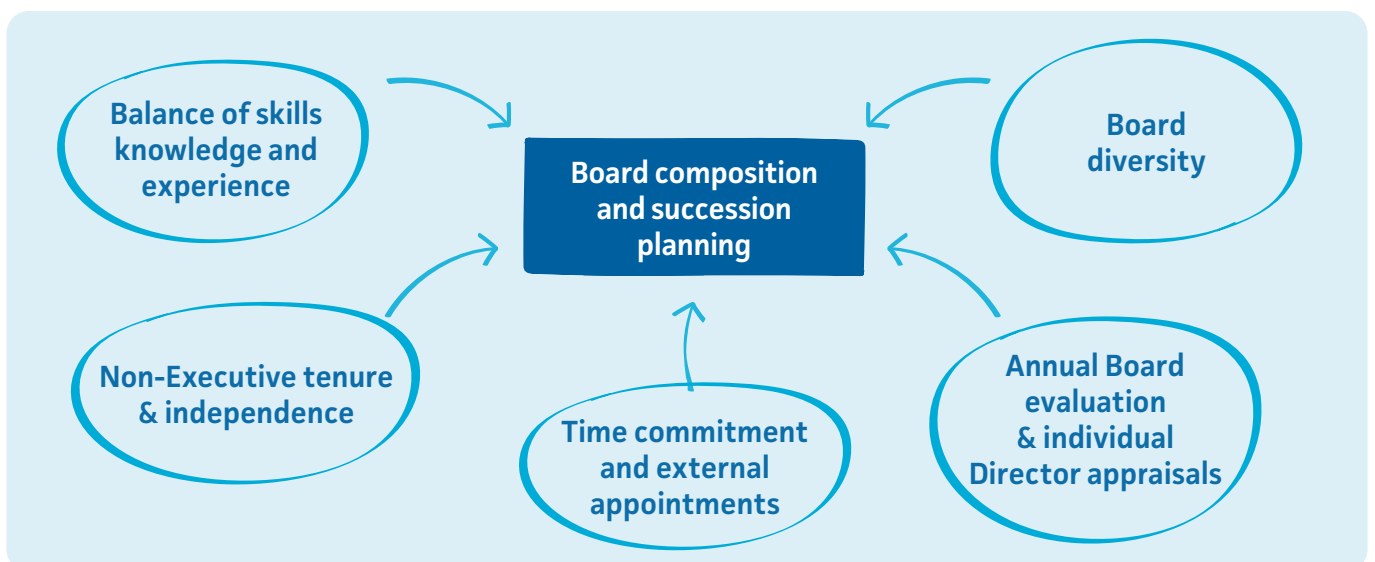 Balance of skills
knowledge and
experience
Board
diversity
Board composition
and succession
planning
Non-Executive tenure
& independence
Time commitment
and external
appointments
Annual Board
evaluation
& individual
Director appraisals